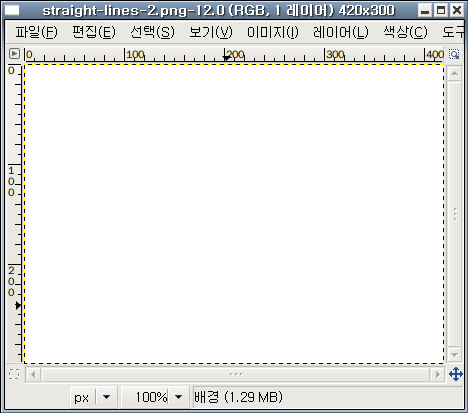 straight-lines-2.png-12.0 (RGB, 1 레이어) 420x300
파일(F) 편집(E) 선택(S) 보기(V) 이미지(I) 레이어(L) 색상(C) 도구
0 100 200 300 400
0
100
200
px 100% 배경 (1.29 MB)